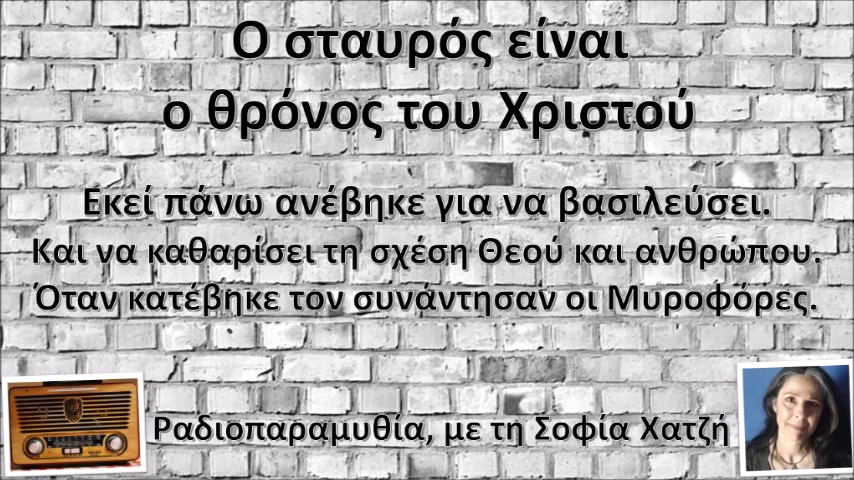 Ο σταυρός είναι
ο θρόνος του Χριστού
Εκεί πάνω ανέβηκε για να βασιλεύσει.
Και να καθαρίσει τη σχέση Θεού και ανθρώπου.
Όταν κατέβηκε τον συνάντησαν οι Μυροφόρες.
Ραδιοπαραμυθία, με τη Σοφία Χατζή